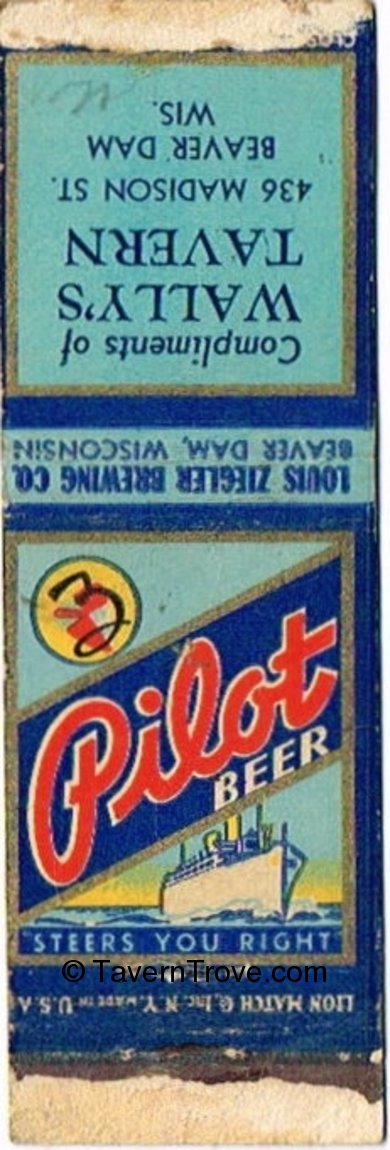 Compliments of
WALLY'S
TAVERN
436 MADISON ST.
BEAVER DAM
WIS.
LOUIS ZIEGLER BREWING CO.
BEAVER DAM, WISCONSIN
Pilot
BEER
STEERS YOU RIGHT
© TavernTrove.com
LION MATCH Co., INC. N.Y. MADE IN U.S.A